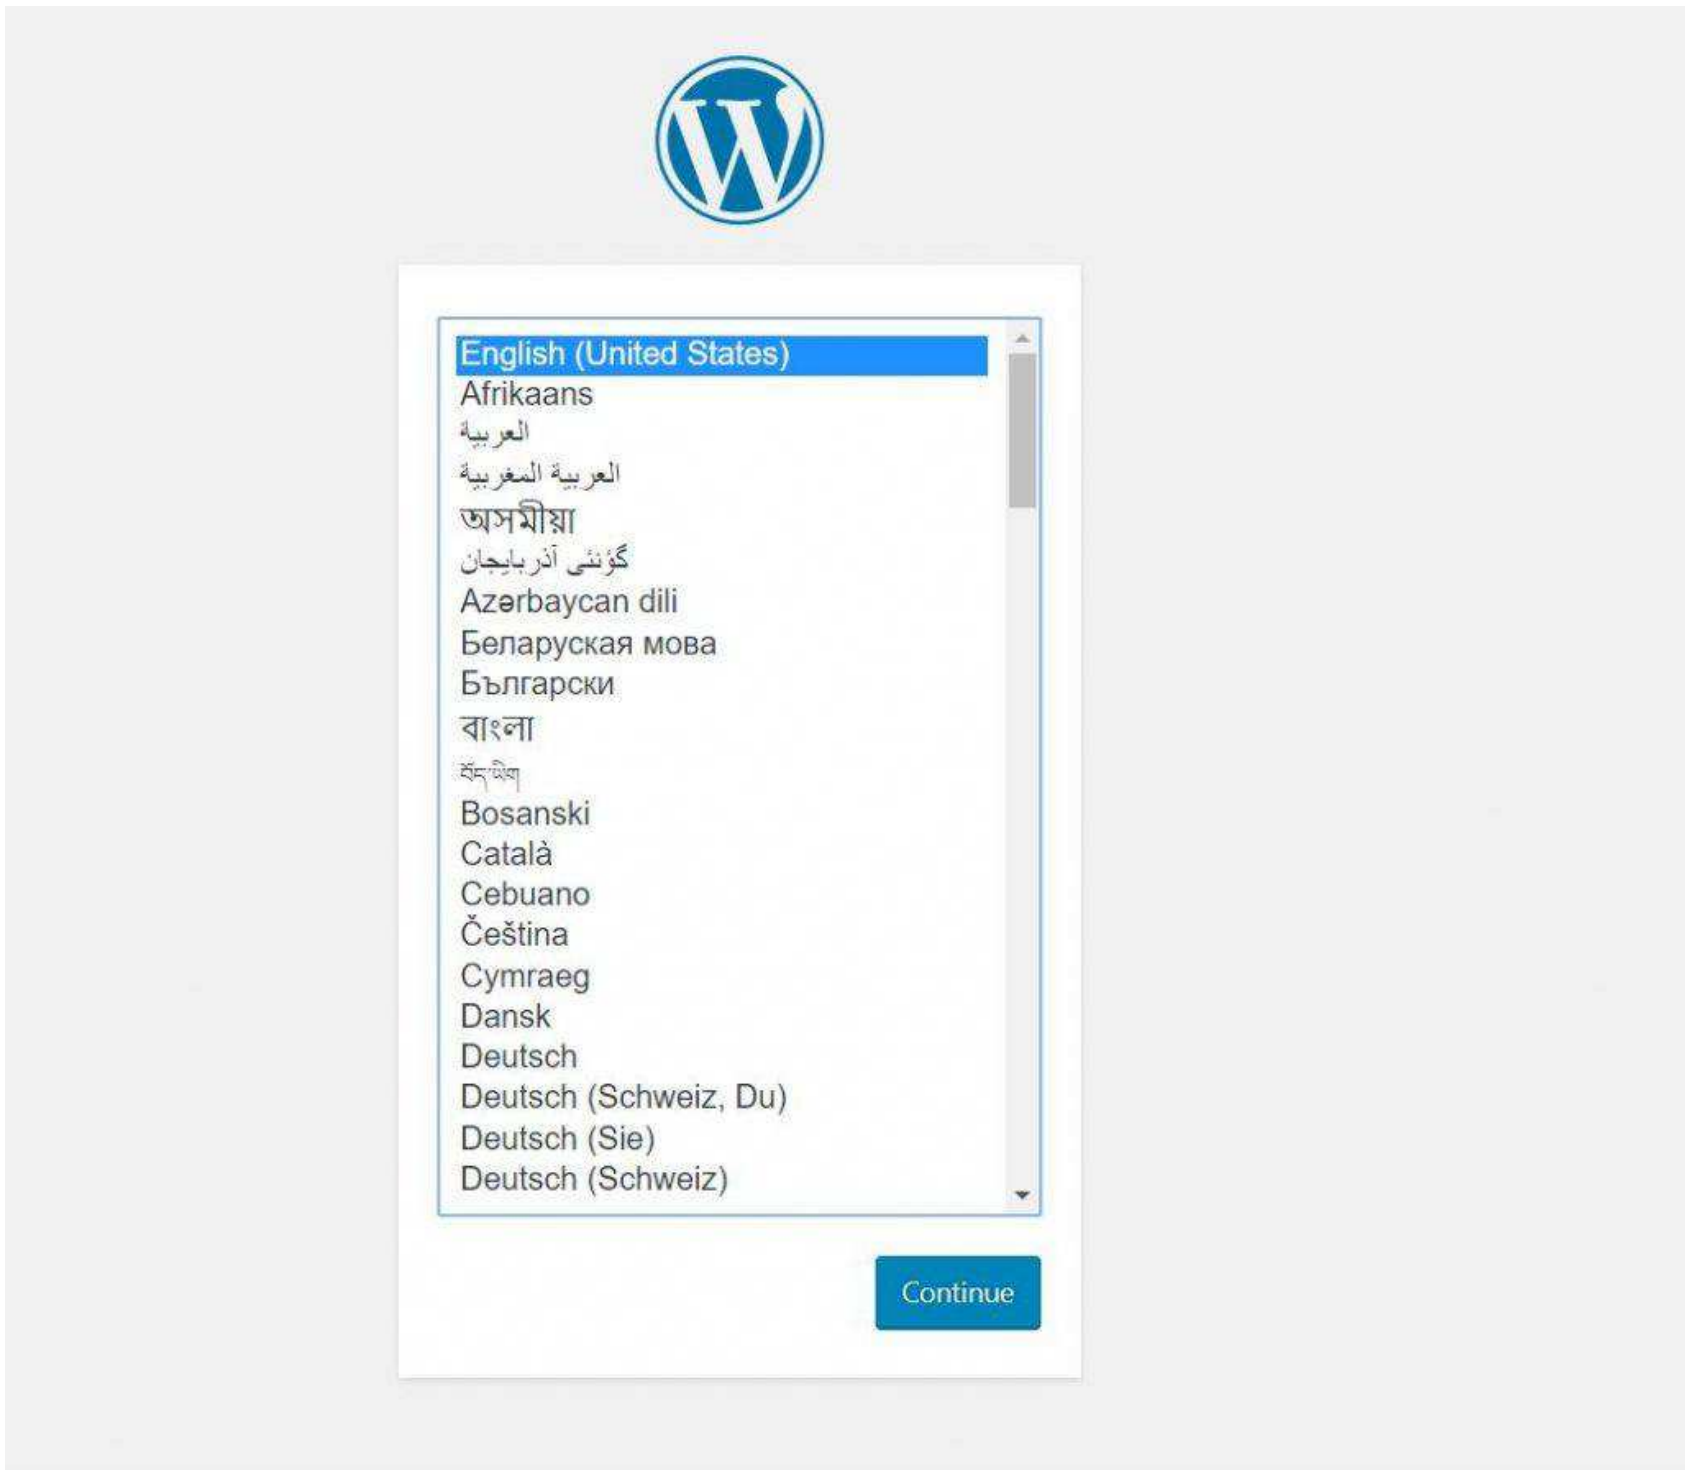 English (United States)
Afrikaans
العربية
العربية المغربية
অসমীয়া
گؤنئی آذربایجان
Azərbaycan dili
Беларуская мова
Български
বাংলা
བོད་ཡིག
Bosanski
Català
Cebuano
Čeština
Cymraeg
Dansk
Deutsch
Deutsch (Schweiz, Du)
Deutsch (Sie)
Deutsch (Schweiz)
Continue